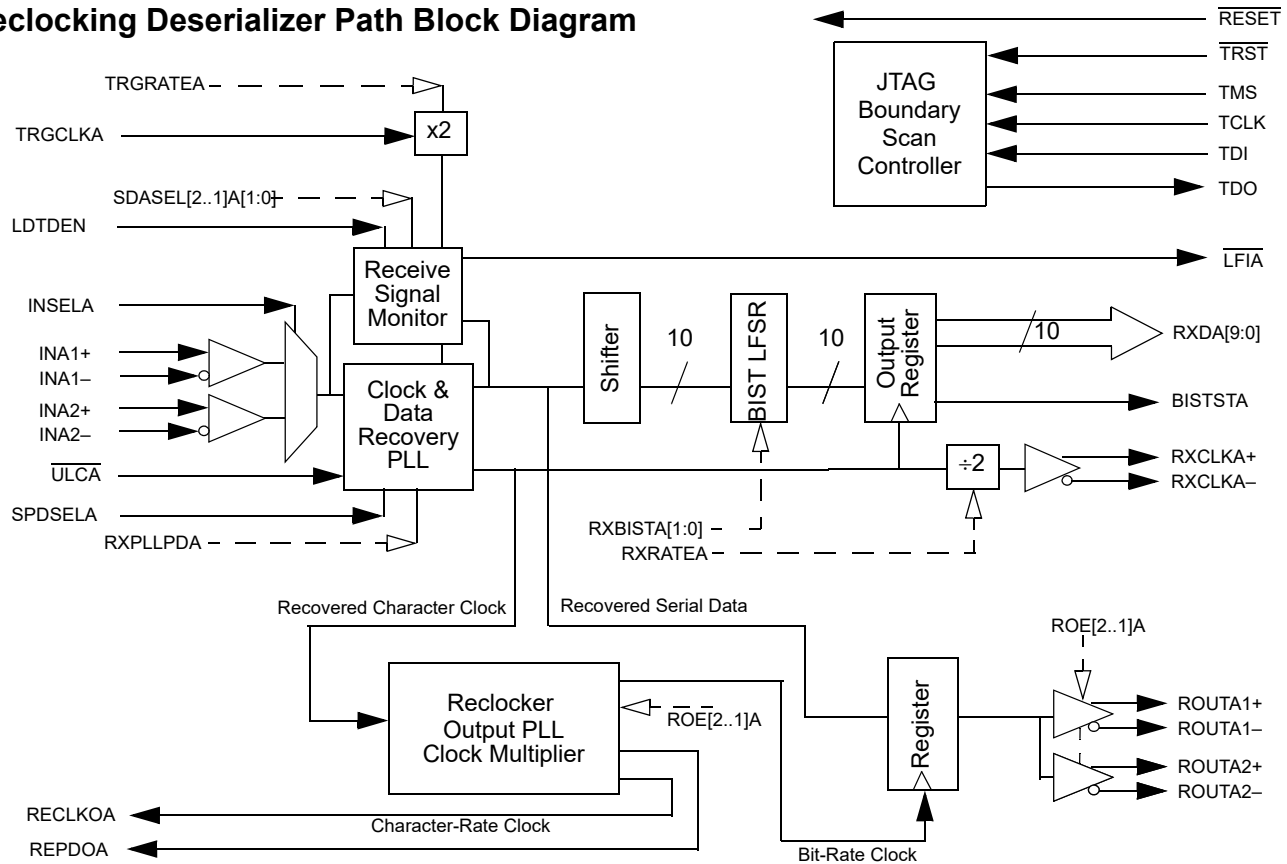 eclocking Deserializer Path Block Diagram
RESET
TRST
TMS
TCLK
TDI
TDO
JTAG
Boundary
Scan
Controller
TRGRATEA
TRGCLKA
x2
SDASEL[2..1]A[1:0]
LDTDEN
LFIA
Receive
Signal
Monitor
INSELA
INA1+
INA1–
INA2+
INA2–
ULCA
SPDSELA
RXPLLPDA
Clock &
Data
Recovery
PLL
Shifter
10
BIST LFSR
10
Output
Register
10
RXDA[9:0]
BISTSTA
÷2
RXCLKA+
RXCLKA–
RXBISTA[1:0]
RXRATEA
Recovered Character Clock
Recovered Serial Data
ROE[2..1]A
Reclocker
Output PLL
Clock Multiplier
ROE[2..1]A
Register
ROUTA1+
ROUTA1–
ROUTA2+
ROUTA2–
RECLKOA
Character-Rate Clock
REPDOA
Bit-Rate Clock